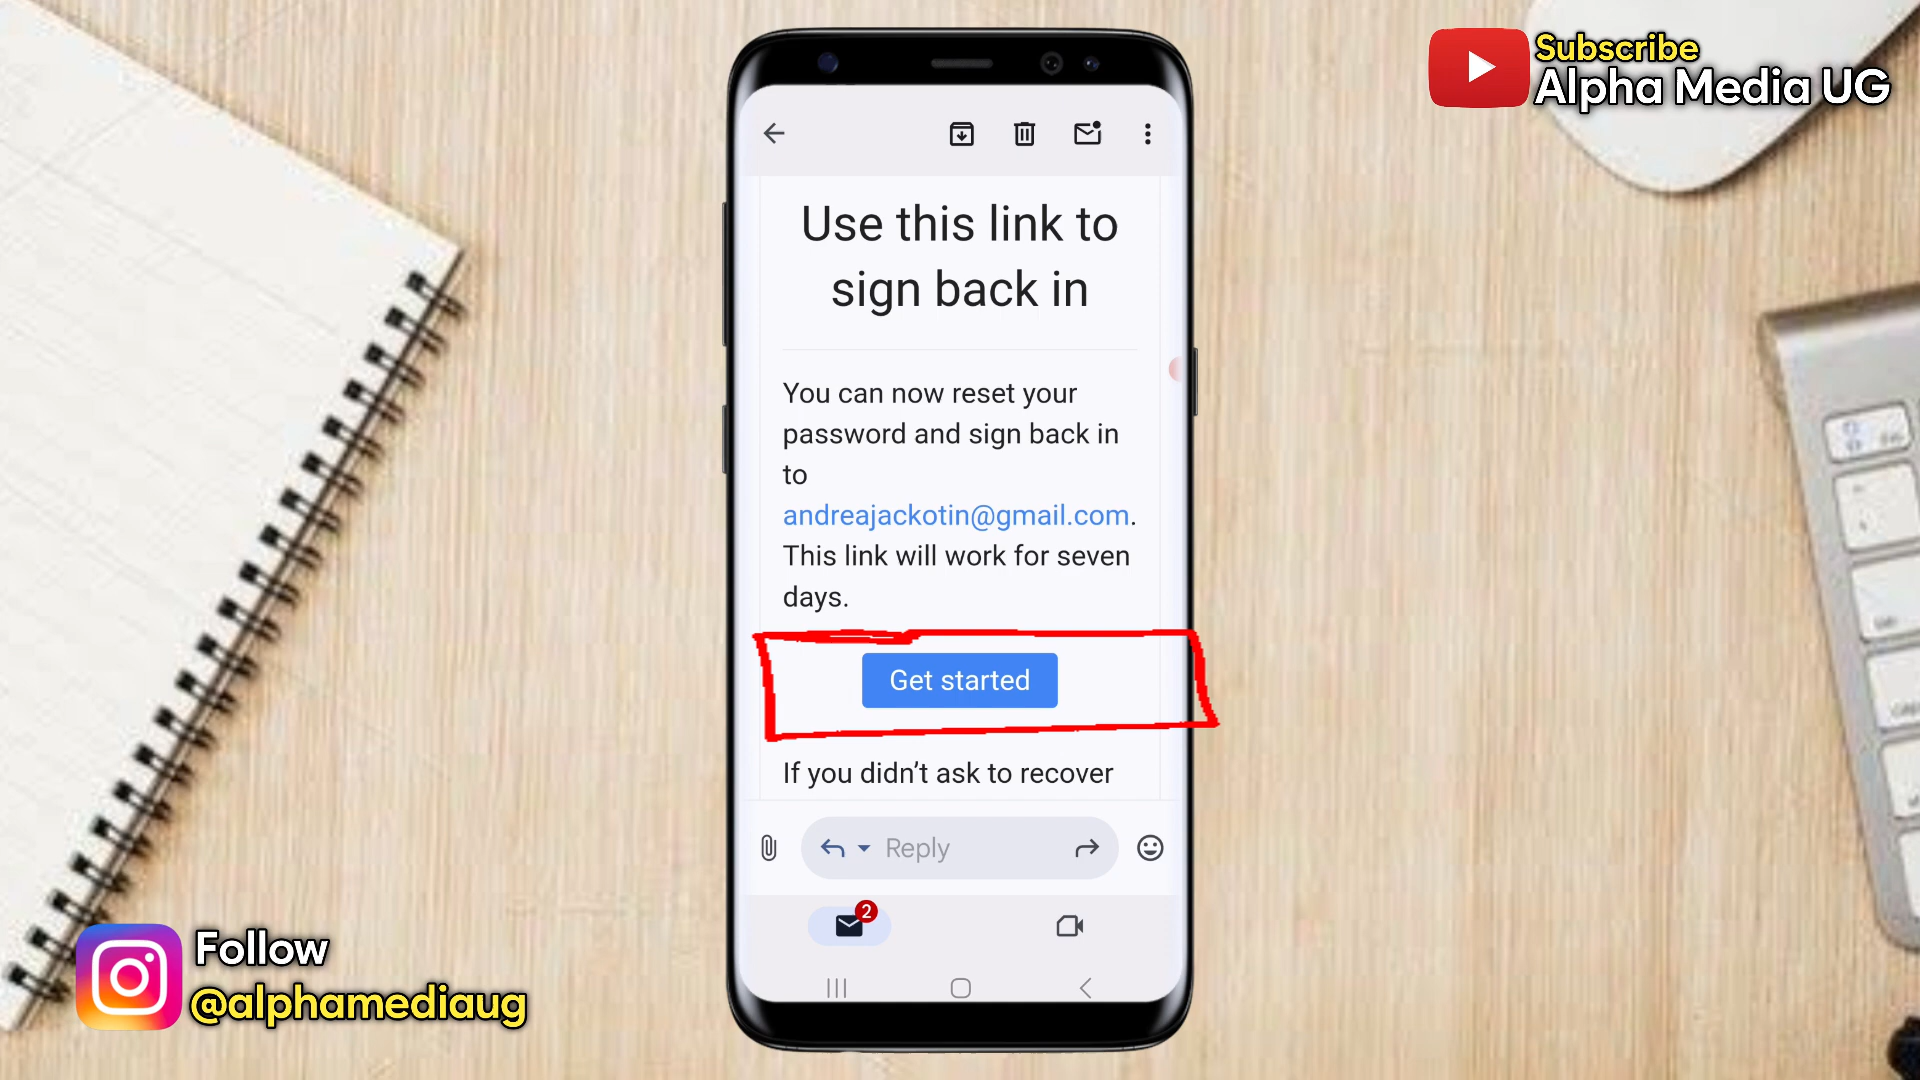 Subscribe
Alpha Media UG
Use this link to
sign back in
You can now reset your
password and sign back in
to
andreajackotin@gmail.com.
This link will work for seven
days.
Get started
If you didn’t ask to recover
Reply
2
Follow
@alphamediaug